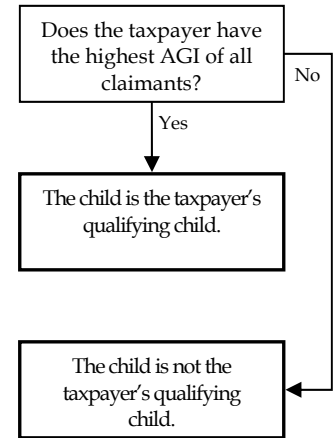 Does the taxpayer have
the highest AGI of all
claimants?
No
Yes
The child is the taxpayer’s
qualifying child.
The child is not the
taxpayer’s qualifying
child.